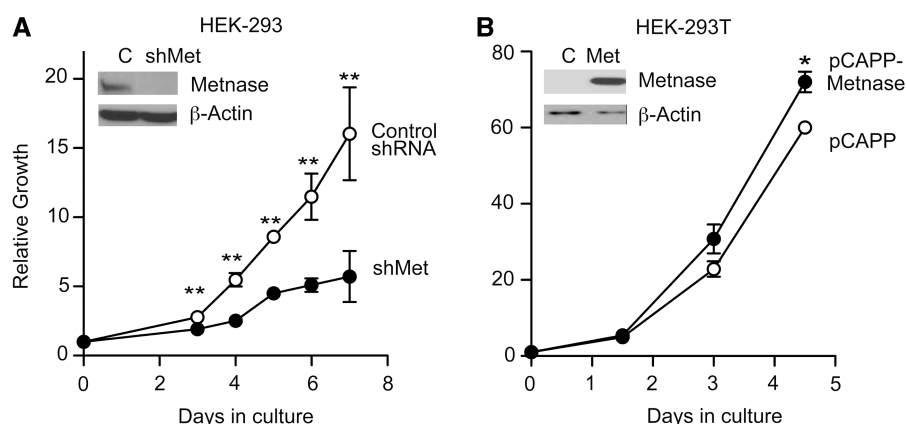 A
HEK-293
C shMet
Metnase
β-Actin
Control
shRNA
shMet
**
**
**
**
**
Relative Growth
20
15
10
5
0
0 2 4 6 8
Days in culture
B
HEK-293T
C Met
Metnase
β-Actin
*
pCAPP-
Metnase
pCAPP
80
60
40
20
0
0 1 2 3 4 5
Days in culture